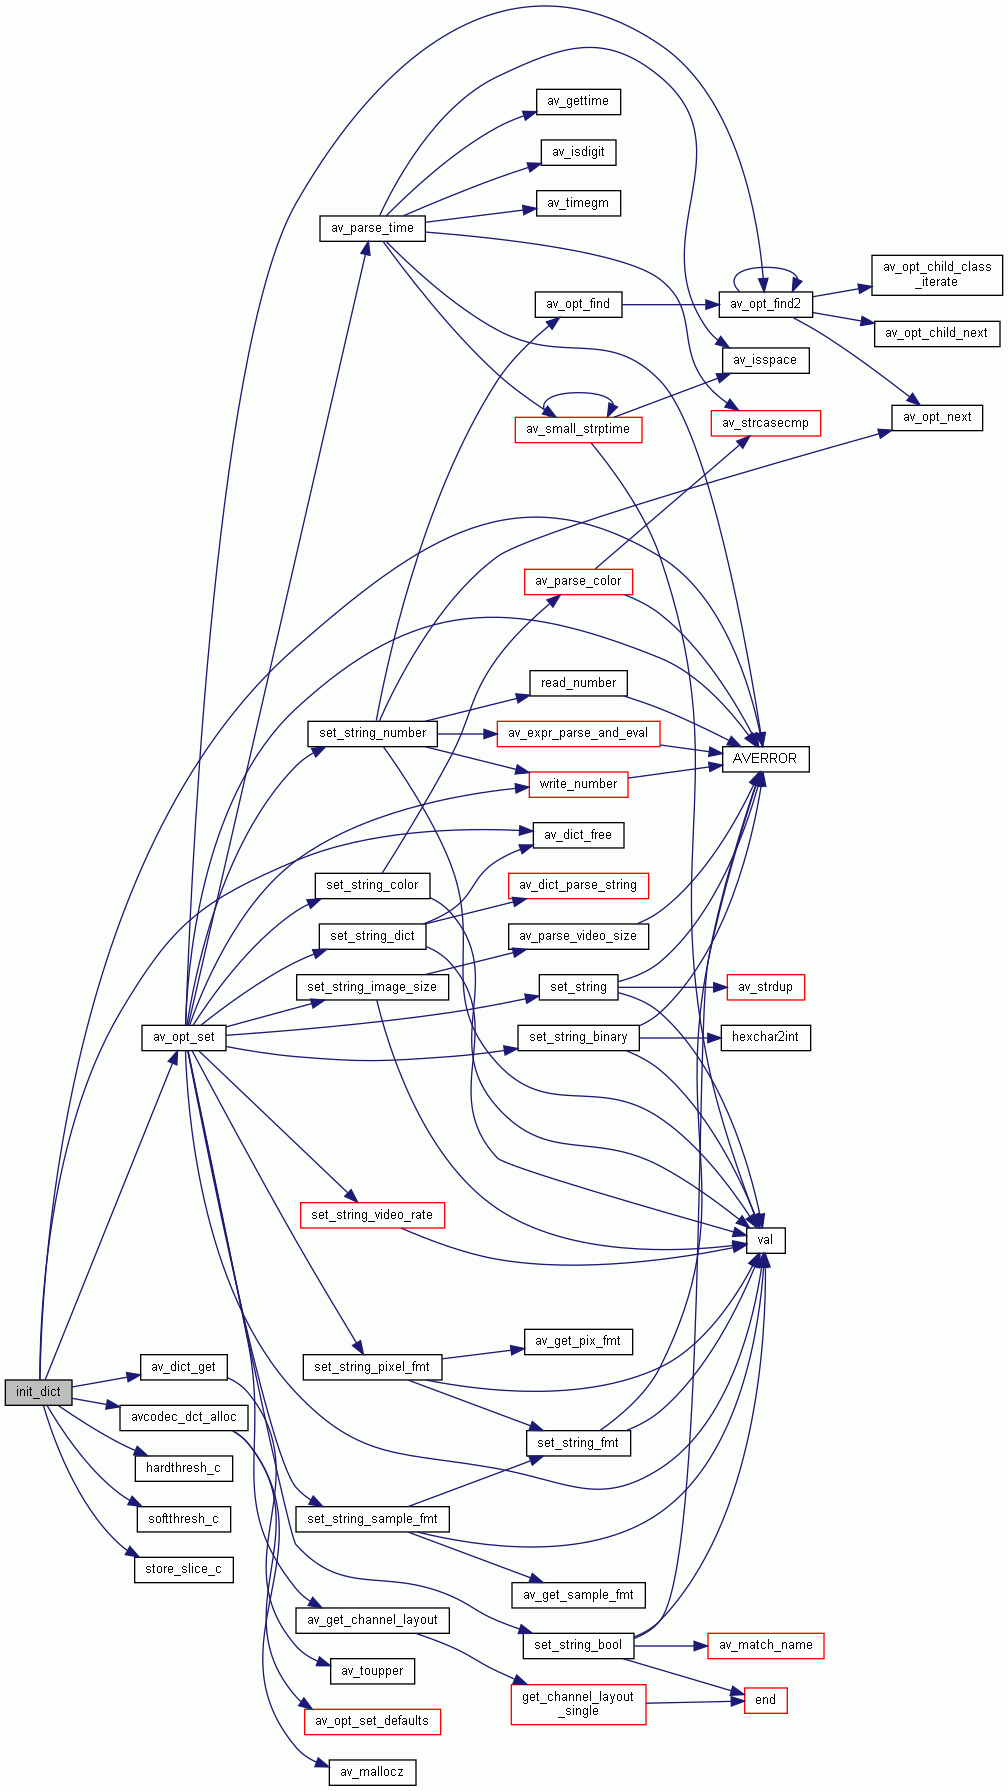 av_gettime
av_isdigit
av_timegm
av_parse_time
av_opt_child_class
_iterate
av_opt_find
av_opt_find2
av_opt_child_next
av_isspace
av_opt_next
av_strcasecmp
av_small_strptime
av_parse_color
read_number
set_string_number
av_expr_parse_and_eval
AVERROR
write_number
av_dict_free
set_string_color
av_dict_parse_string
set_string_dict
av_parse_video_size
set_string_image_size
set_string
av_strdup
av_opt_set
set_string_binary
hexchar2int
set_string_video_rate
val
av_get_pix_fmt
av_dict_get
set_string_pixel_fmt
init_dict
avcodec_dct_alloc
set_string_fmt
hardthresh_c
softthresh_c
set_string_sample_fmt
store_slice_c
av_get_sample_fmt
av_get_channel_layout
set_string_bool
av_match_name
av_toupper
get_channel_layout
_single
end
av_opt_set_defaults
av_mallocz